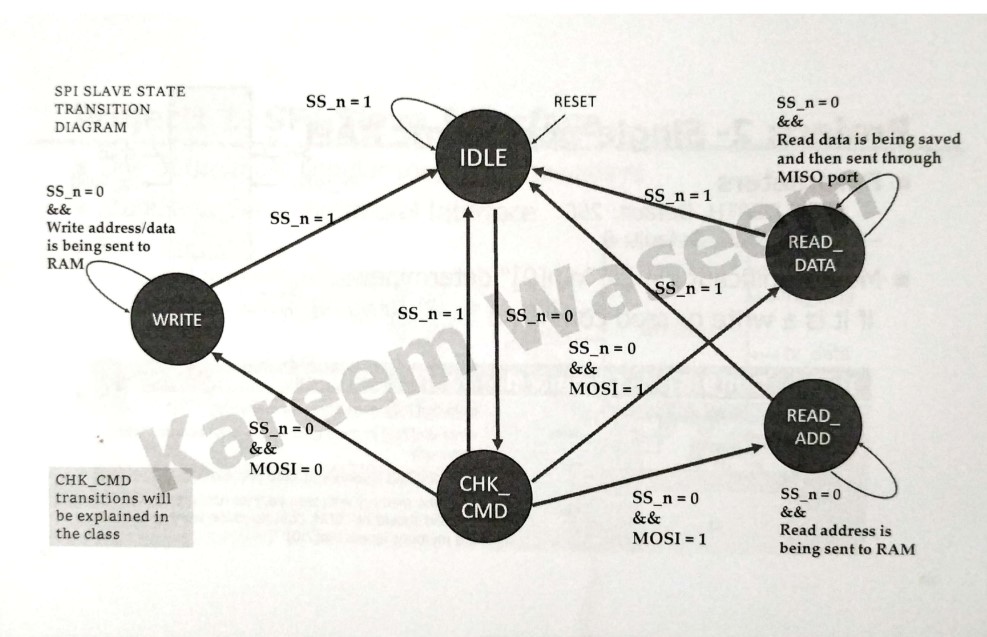 SPI SLAVE STATE
TRANSITION
DIAGRAM
SS_n = 1
RESET
IDLE
SS_n = 0
&&
Read data is being saved
and then sent through
MISO port
SS_n = 0
&&
Write address/data
is being sent to
RAM
SS_n = 1
SS_n = 1
READ_
DATA
WRITE
SS_n = 1
SS_n = 0
SS_n = 1
SS_n = 0
&&
MOSI = 1
Kareem Waseem
READ_
ADD
SS_n = 0
&&
MOSI = 0
CHK_CMD
transitions will
be explained in
the class
CHK_
CMD
SS_n = 0
&&
MOSI = 1
SS_n = 0
&&
Read address is
being sent to RAM